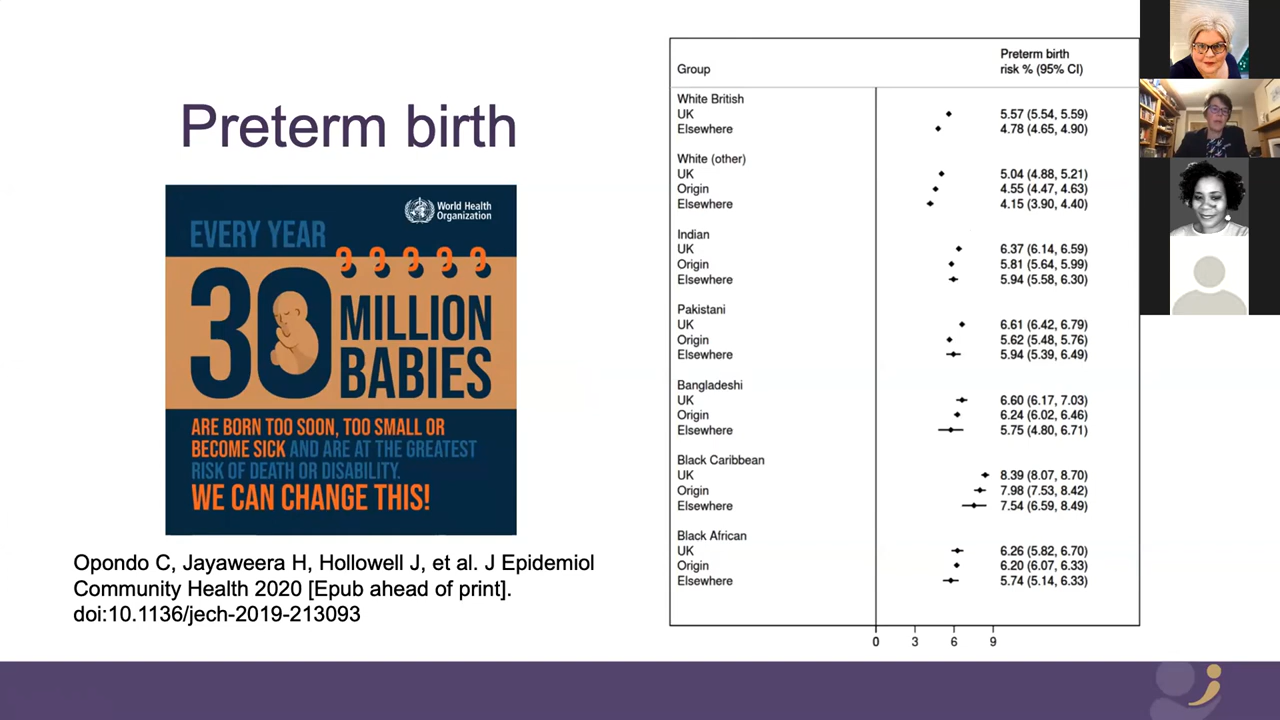 Preterm birth
World Health
Organization
EVERY YEAR
30 MILLION
BABIES
ARE BORN TOO SOON, TOO SMALL OR
BECOME SICK AND ARE AT THE GREATEST
RISK OF DEATH OR DISABILITY.
WE CAN CHANGE THIS!
Opondo C, Jayaweera H, Hollowell J, et al. J Epidemiol
Community Health 2020 [Epub ahead of print].
doi:10.1136/jech-2019-213093
Preterm birth
Group risk % (95% CI)
White British
UK 5.57 (5.54, 5.59)
Elsewhere 4.78 (4.65, 4.90)
White (other)
UK 5.04 (4.88, 5.21)
Origin 4.55 (4.47, 4.63)
Elsewhere 4.15 (3.90, 4.40)
Indian
UK 6.37 (6.14, 6.59)
Origin 5.81 (5.64, 5.99)
Elsewhere 5.94 (5.58, 6.30)
Pakistani
UK 6.61 (6.42, 6.79)
Origin 5.62 (5.48, 5.76)
Elsewhere 5.94 (5.39, 6.49)
Bangladeshi
UK 6.60 (6.17, 7.03)
Origin 6.24 (6.02, 6.46)
Elsewhere 5.75 (4.80, 6.71)
Black Caribbean
UK 8.39 (8.07, 8.70)
Origin 7.98 (7.53, 8.42)
Elsewhere 7.54 (6.59, 8.49)
Black African
UK 6.26 (5.82, 6.70)
Origin 6.20 (6.07, 6.33)
Elsewhere 5.74 (5.14, 6.33)
0 3 6 9